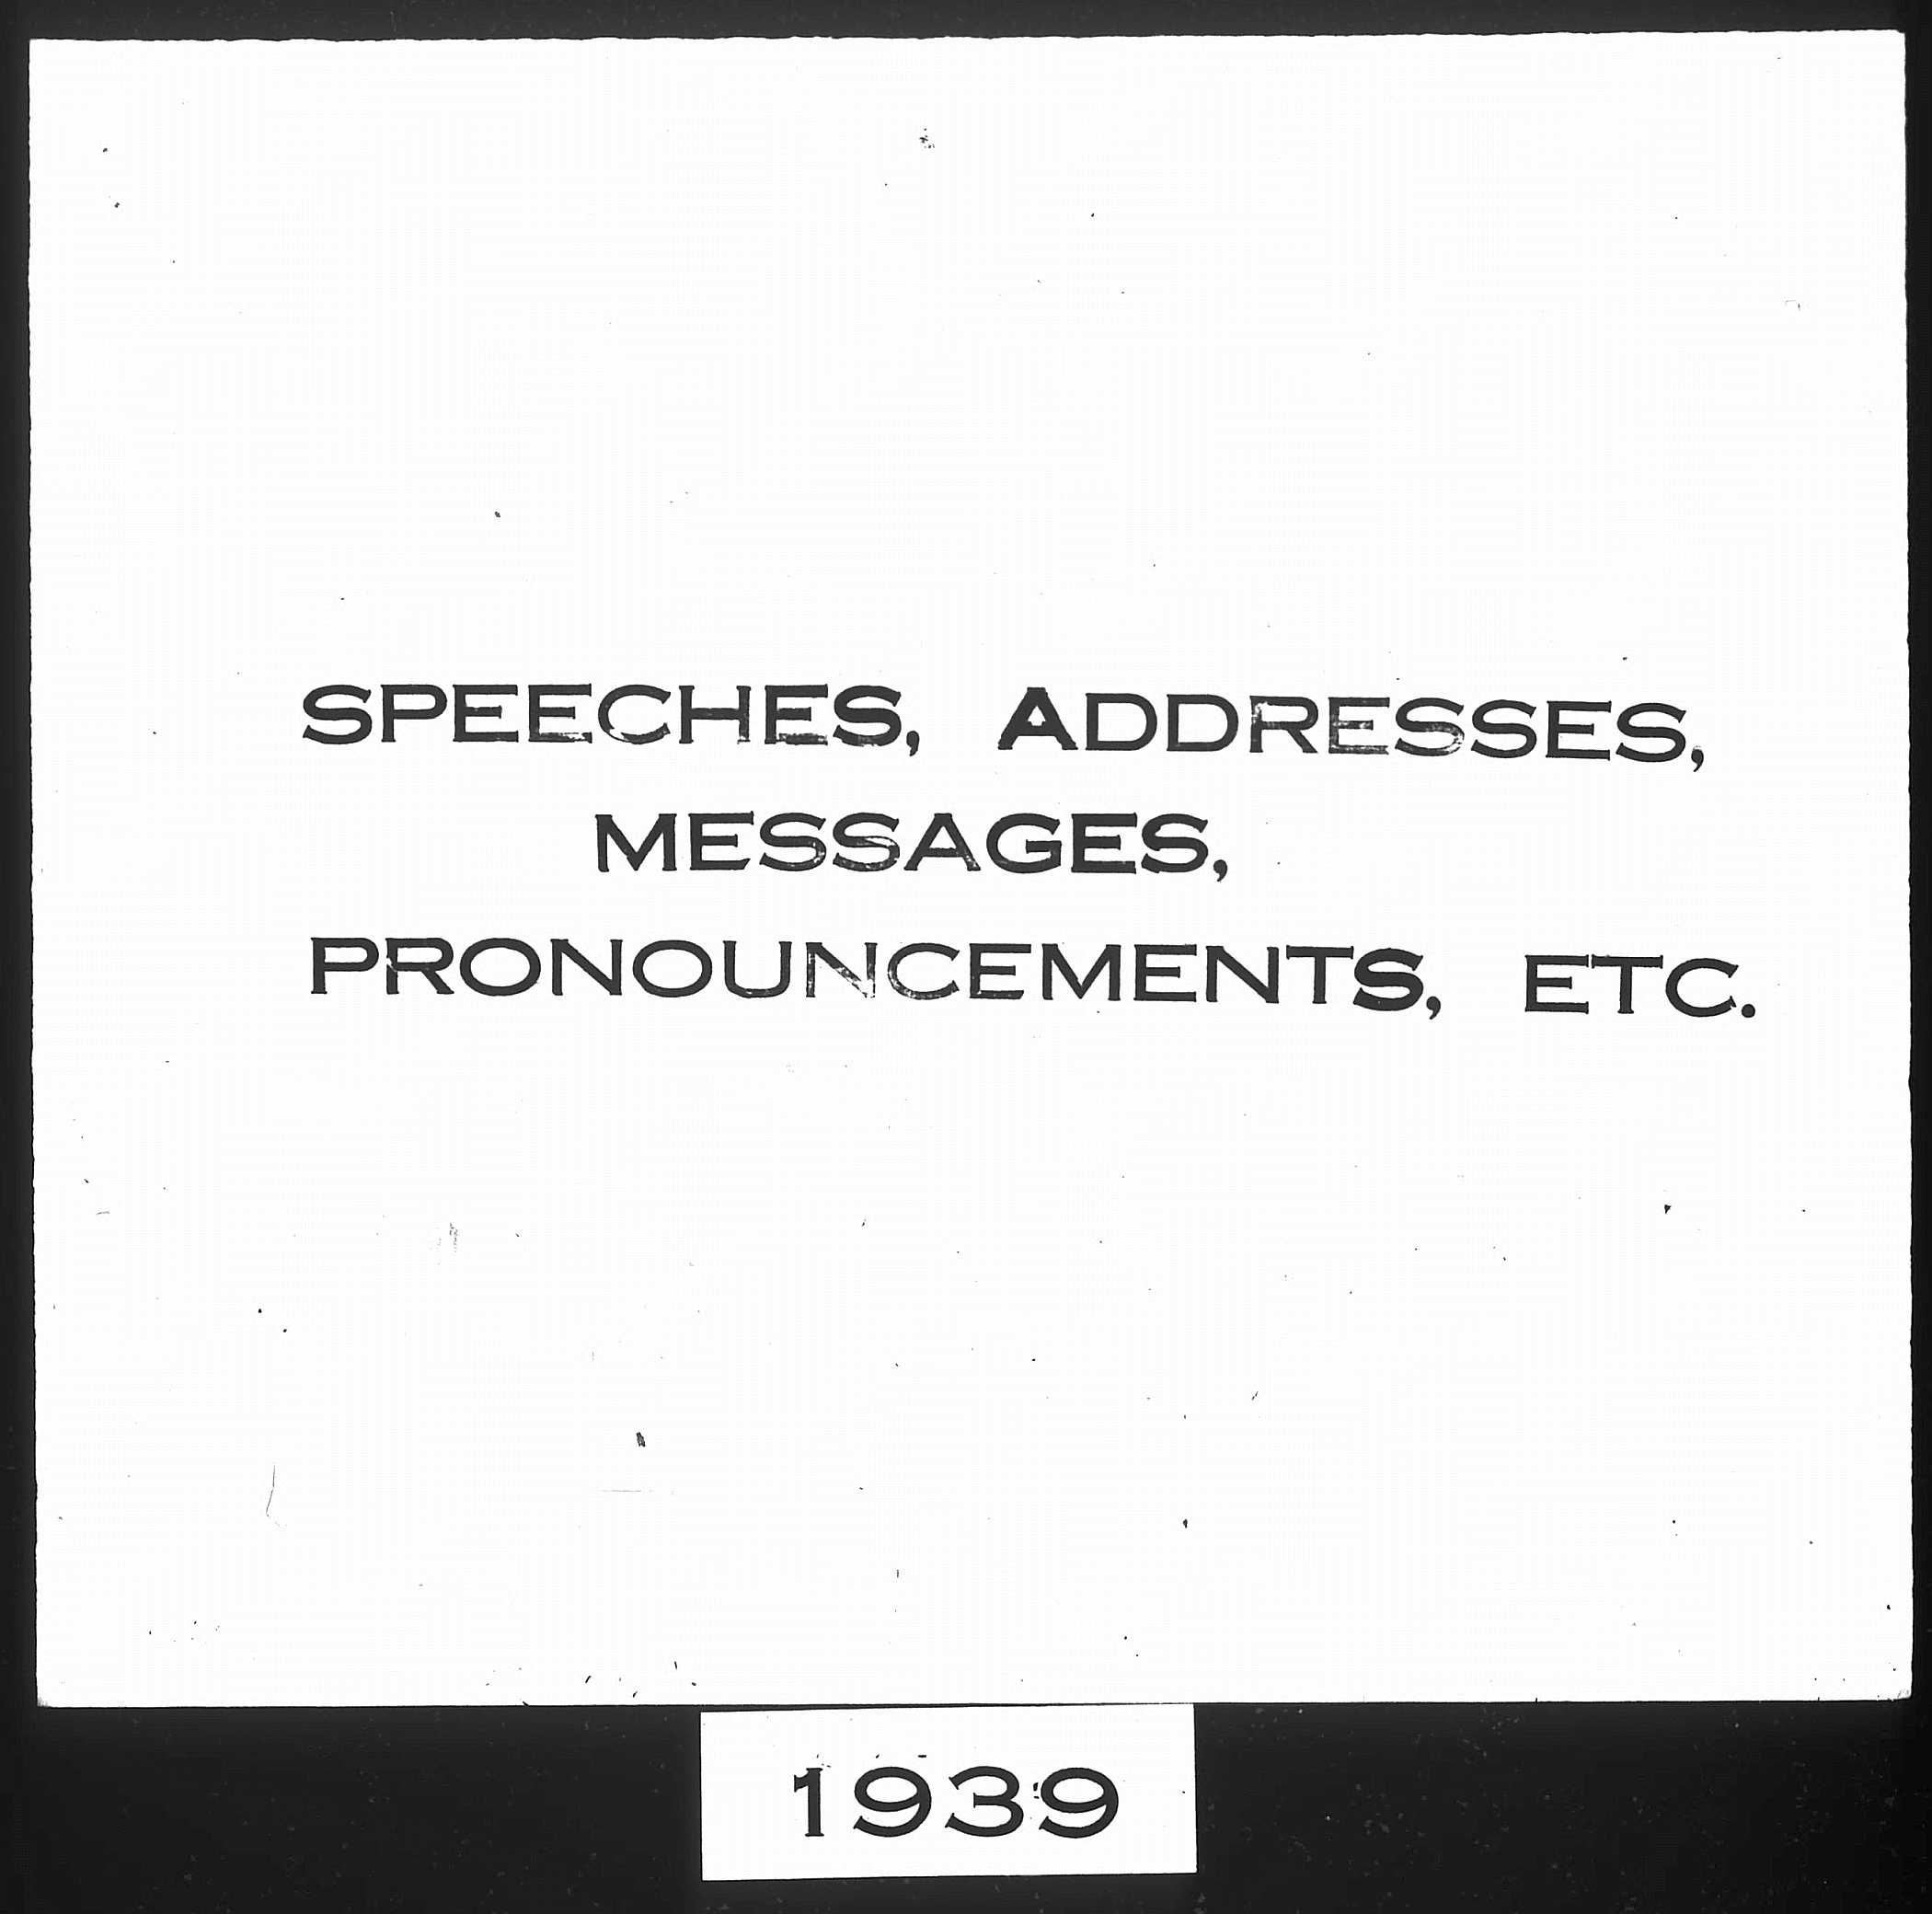 SPEECHES, ADDRESSES,
MESSAGES,
PRONOUNCEMENTS, ETC.
1939